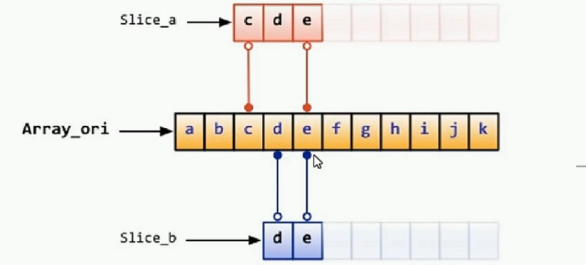 Slice_a c d e
Array_ori a b c d e f g h i j k
Slice_b d e